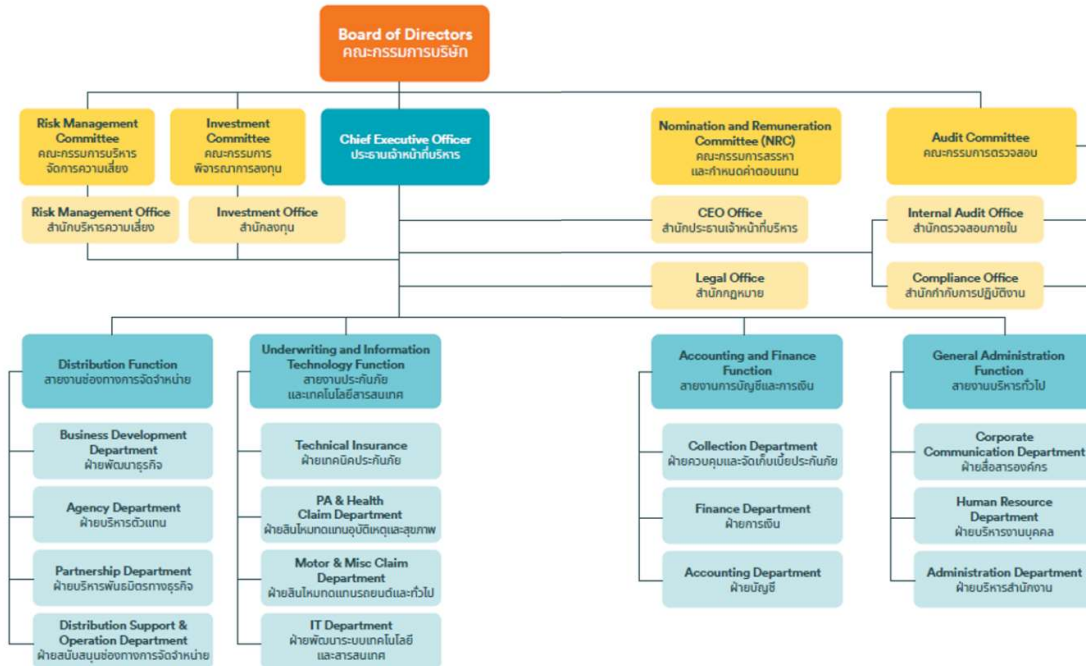 Board of Directors
คณะกรรมการบริษัท
Risk Management
Committee
คณะกรรมการบริหาร
จัดการความเสี่ยง
Investment
Committee
คณะกรรมการ
พิจารณาการลงทุน
Chief Executive Officer
ประธานเจ้าหน้าที่บริหาร
Nomination and Remuneration
Committee (NRC)
คณะกรรมการสรรหา
และกำหนดค่าตอบแทน
Audit Committee
คณะกรรมการตรวจสอบ
Risk Management Office
สำนักบริหารความเสี่ยง
Investment Office
สำนักลงทุน
CEO Office
สำนักประธานเจ้าหน้าที่บริหาร
Internal Audit Office
สำนักตรวจสอบภายใน
Legal Office
สำนักกฎหมาย
Compliance Office
สำนักกำกับการปฏิบัติงาน
Distribution Function
สายงานช่องทางการจัดจำหน่าย
Business Development
Department
ฝ่ายพัฒนาธุรกิจ
Agency Department
ฝ่ายบริหารตัวแทน
Partnership Department
ฝ่ายบริหารพันธมิตรทางธุรกิจ
Distribution Support &
Operation Department
ฝ่ายสนับสนุนช่องทางการจัดจำหน่าย
Underwriting and Information
Technology Function
สายงานประกันภัย
และเทคโนโลยีสารสนเทศ
Technical Insurance
ฝ่ายเทคนิคประกันภัย
PA & Health
Claim Department
ฝ่ายสินไหมทดแทนอุบัติเหตุและสุขภาพ
Motor & Misc Claim
Department
ฝ่ายสินไหมทดแทนรถยนต์และทั่วไป
IT Department
ฝ่ายพัฒนาระบบเทคโนโลยี
และสารสนเทศ
Accounting and Finance
Function
สายงานการบัญชีและการเงิน
Collection Department
ฝ่ายควบคุมและจัดเก็บเบี้ยประกันภัย
Finance Department
ฝ่ายการเงิน
Accounting Department
ฝ่ายบัญชี
General Administration
Function
สายงานบริหารทั่วไป
Corporate
Communication Department
ฝ่ายสื่อสารองค์กร
Human Resource
Department
ฝ่ายบริหารงานบุคคล
Administration Department
ฝ่ายบริหารสำนักงาน